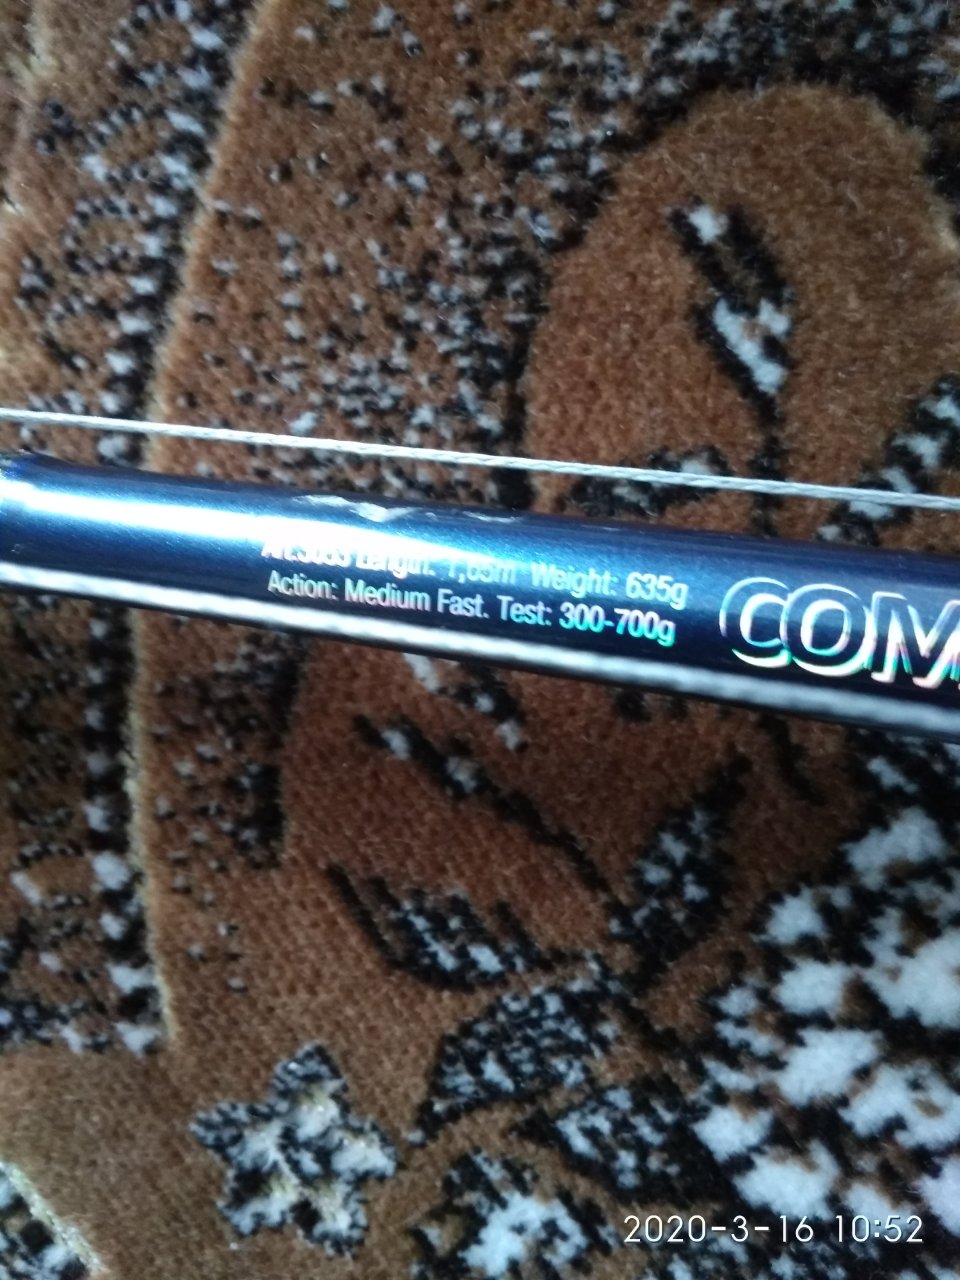 Length: 1,65m Weight: 635g
Action: Medium Fast. Test: 300-700g
COM
2020-3-16 10:52